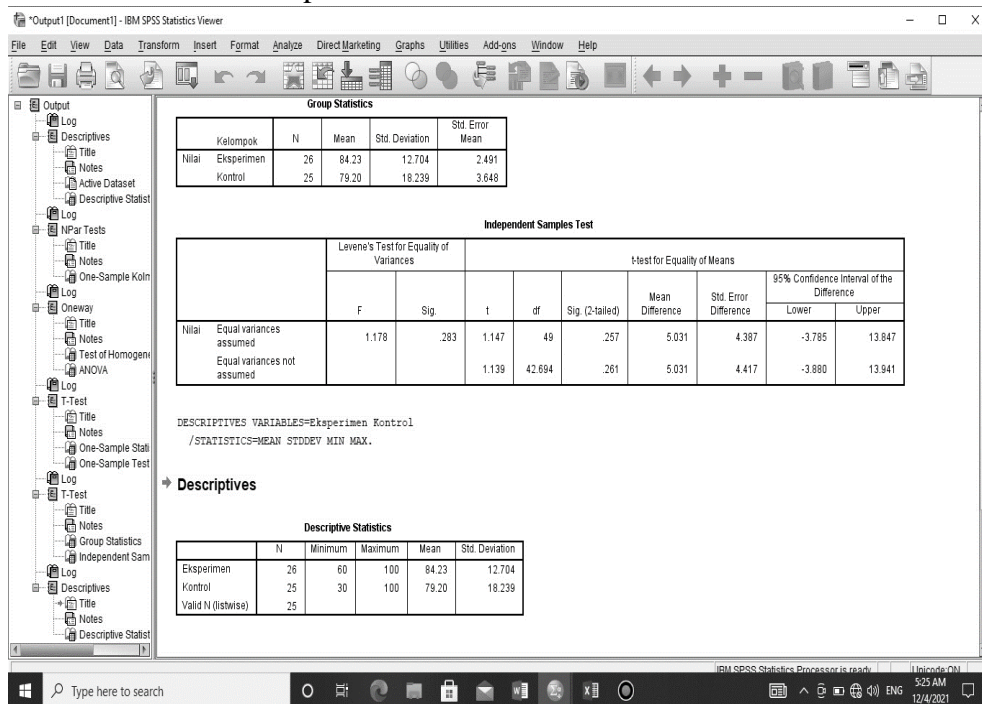 *Output1 [Document1] - IBM SPSS Statistics Viewer
File Edit View Data Transform Insert Format Analyze Direct Marketing Graphs Utilities Add-ons Window Help
Output
Log
Descriptives
Title
Notes
Active Dataset
Descriptive Statist
Log
NPar Tests
Title
Notes
One-Sample Kolm
Log
Oneway
Title
Notes
Test of Homogene
ANOVA
Log
T-Test
Title
Notes
One-Sample Stati
One-Sample Test
Log
T-Test
Title
Notes
Group Statistics
Independent Sam
Log
Descriptives
Title
Notes
Descriptive Statist
Group Statistics
Kelompok N Mean Std. Deviation Std. Error Mean
Nilai Eksperimen 26 84.23 12.704 2.491
Kontrol 25 79.20 18.239 3.648
Independent Samples Test
Levene's Test for Equality of Variances t-test for Equality of Means
95% Confidence Interval of the Difference
F Sig. t df Sig. (2-tailed) Mean Difference Std. Error Difference Lower Upper
Nilai Equal variances assumed 1.178 .283 1.147 49 .257 5.031 4.387 -3.785 13.847
Equal variances not assumed 1.139 42.694 .261 5.031 4.417 -3.880 13.941
DESCRIPTIVES VARIABLES=Eksperimen Kontrol
/STATISTICS=MEAN STDDEV MIN MAX.
Descriptives
Descriptive Statistics
N Minimum Maximum Mean Std. Deviation
Eksperimen 26 60 100 84.23 12.704
Kontrol 25 30 100 79.20 18.239
Valid N (listwise) 25
IBM SPSS Statistics Processor is ready Unicode:ON
Type here to search
ENG
5:25 AM
12/4/2021